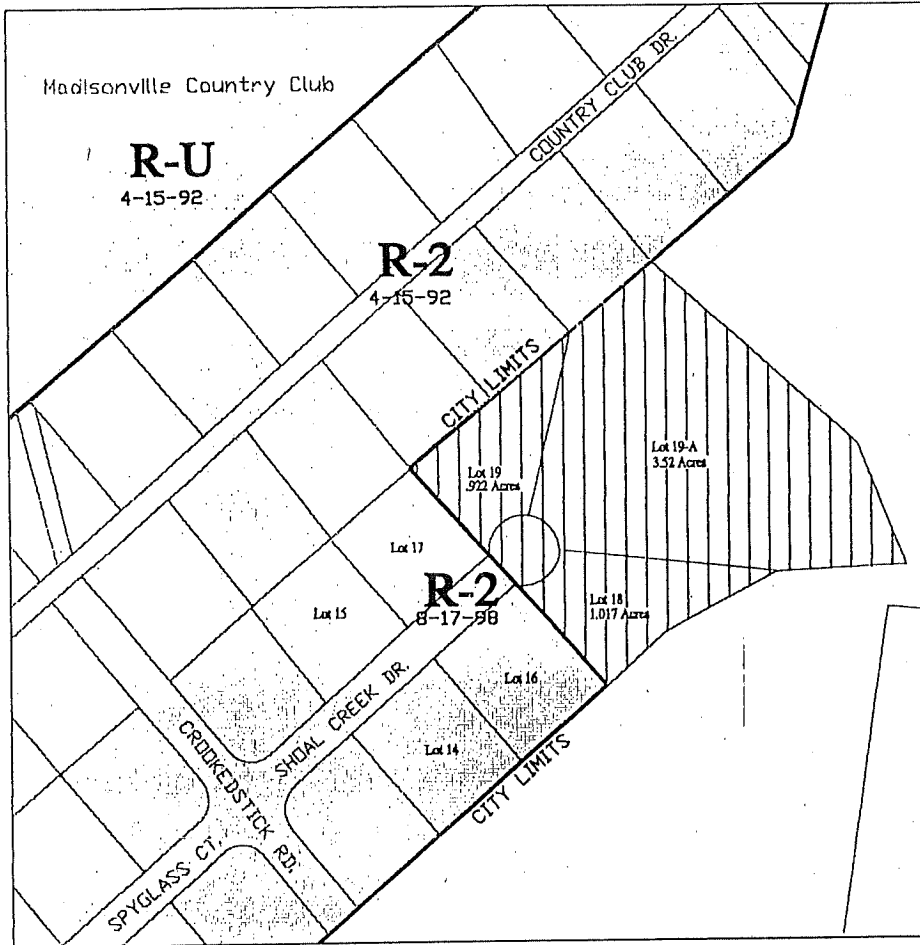 Madisonville Country Club
R-U
4-15-92
COUNTRY CLUB DR.
R-2
4-15-92
CITY LIMITS
Lot 19
.922 Acres
Lot 19-A
3.52 Acres
Lot 17
R-2
8-17-98
Lot 15
Lot 18
1.017 Acres
Lot 16
SHOAL CREEK DR.
Lot 14
CROOKEDSTICK RD.
CITY LIMITS
SPYGLASS CT.